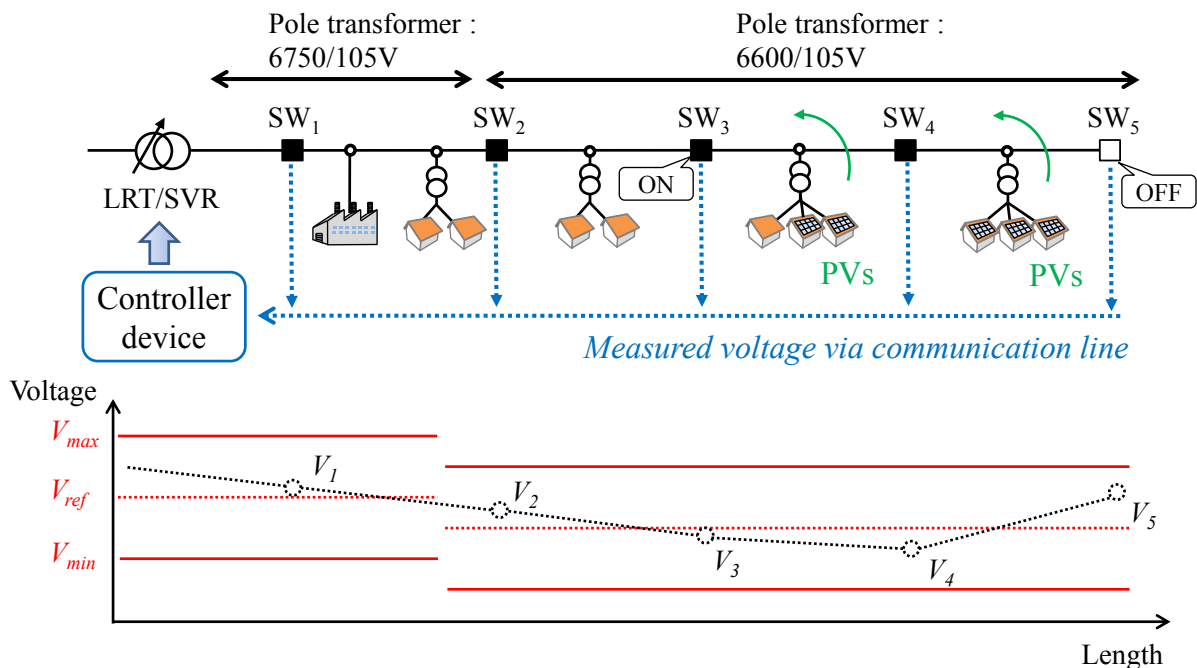 Pole transformer :
6750/105V
Pole transformer :
6600/105V
SW1
SW2
SW3
SW4
SW5
ON
OFF
LRT/SVR
PVs
PVs
Controller
device
Measured voltage via communication line
Voltage
Vmax
Vref
Vmin
V1
V2
V3
V4
V5
Length